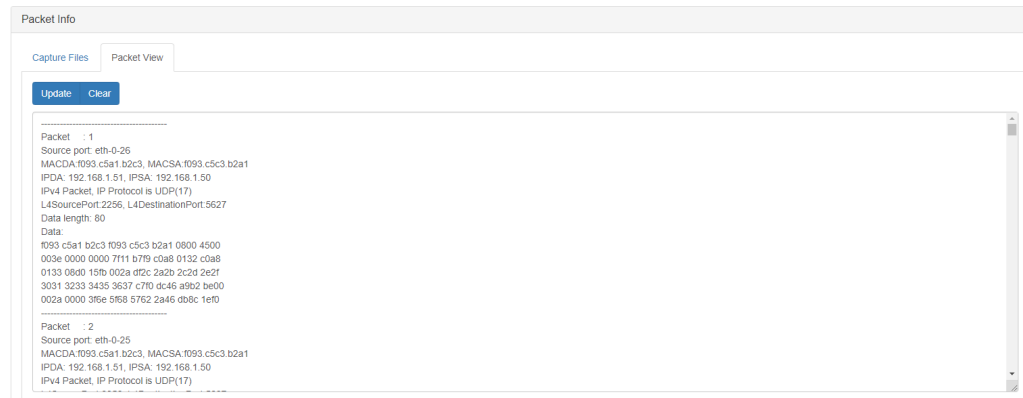 Packet Info
Capture Files Packet View
Update Clear
----------------------------------------
Packet : 1
Source port: eth-0-26
MACDA:f093.c5a1.b2c3, MACSA:f093.c5c3.b2a1
IPDA: 192.168.1.51, IPSA: 192.168.1.50
IPv4 Packet, IP Protocol is UDP(17)
L4SourcePort:2256, L4DestinationPort:5627
Data length: 80
Data:
f093 c5a1 b2c3 f093 c5c3 b2a1 0800 4500
003e 0000 0000 7f11 b7f9 c0a8 0132 c0a8
0133 08d0 15fb 002a df2c 2a2b 2c2d 2e2f
3031 3233 3435 3637 c7f0 dc46 a9b2 be00
002a 0000 3f6e 5f68 5762 2a46 db8c 1ef0
----------------------------------------
Packet : 2
Source port: eth-0-25
MACDA:f093.c5a1.b2c3, MACSA:f093.c5c3.b2a1
IPDA: 192.168.1.51, IPSA: 192.168.1.50
IPv4 Packet, IP Protocol is UDP(17)